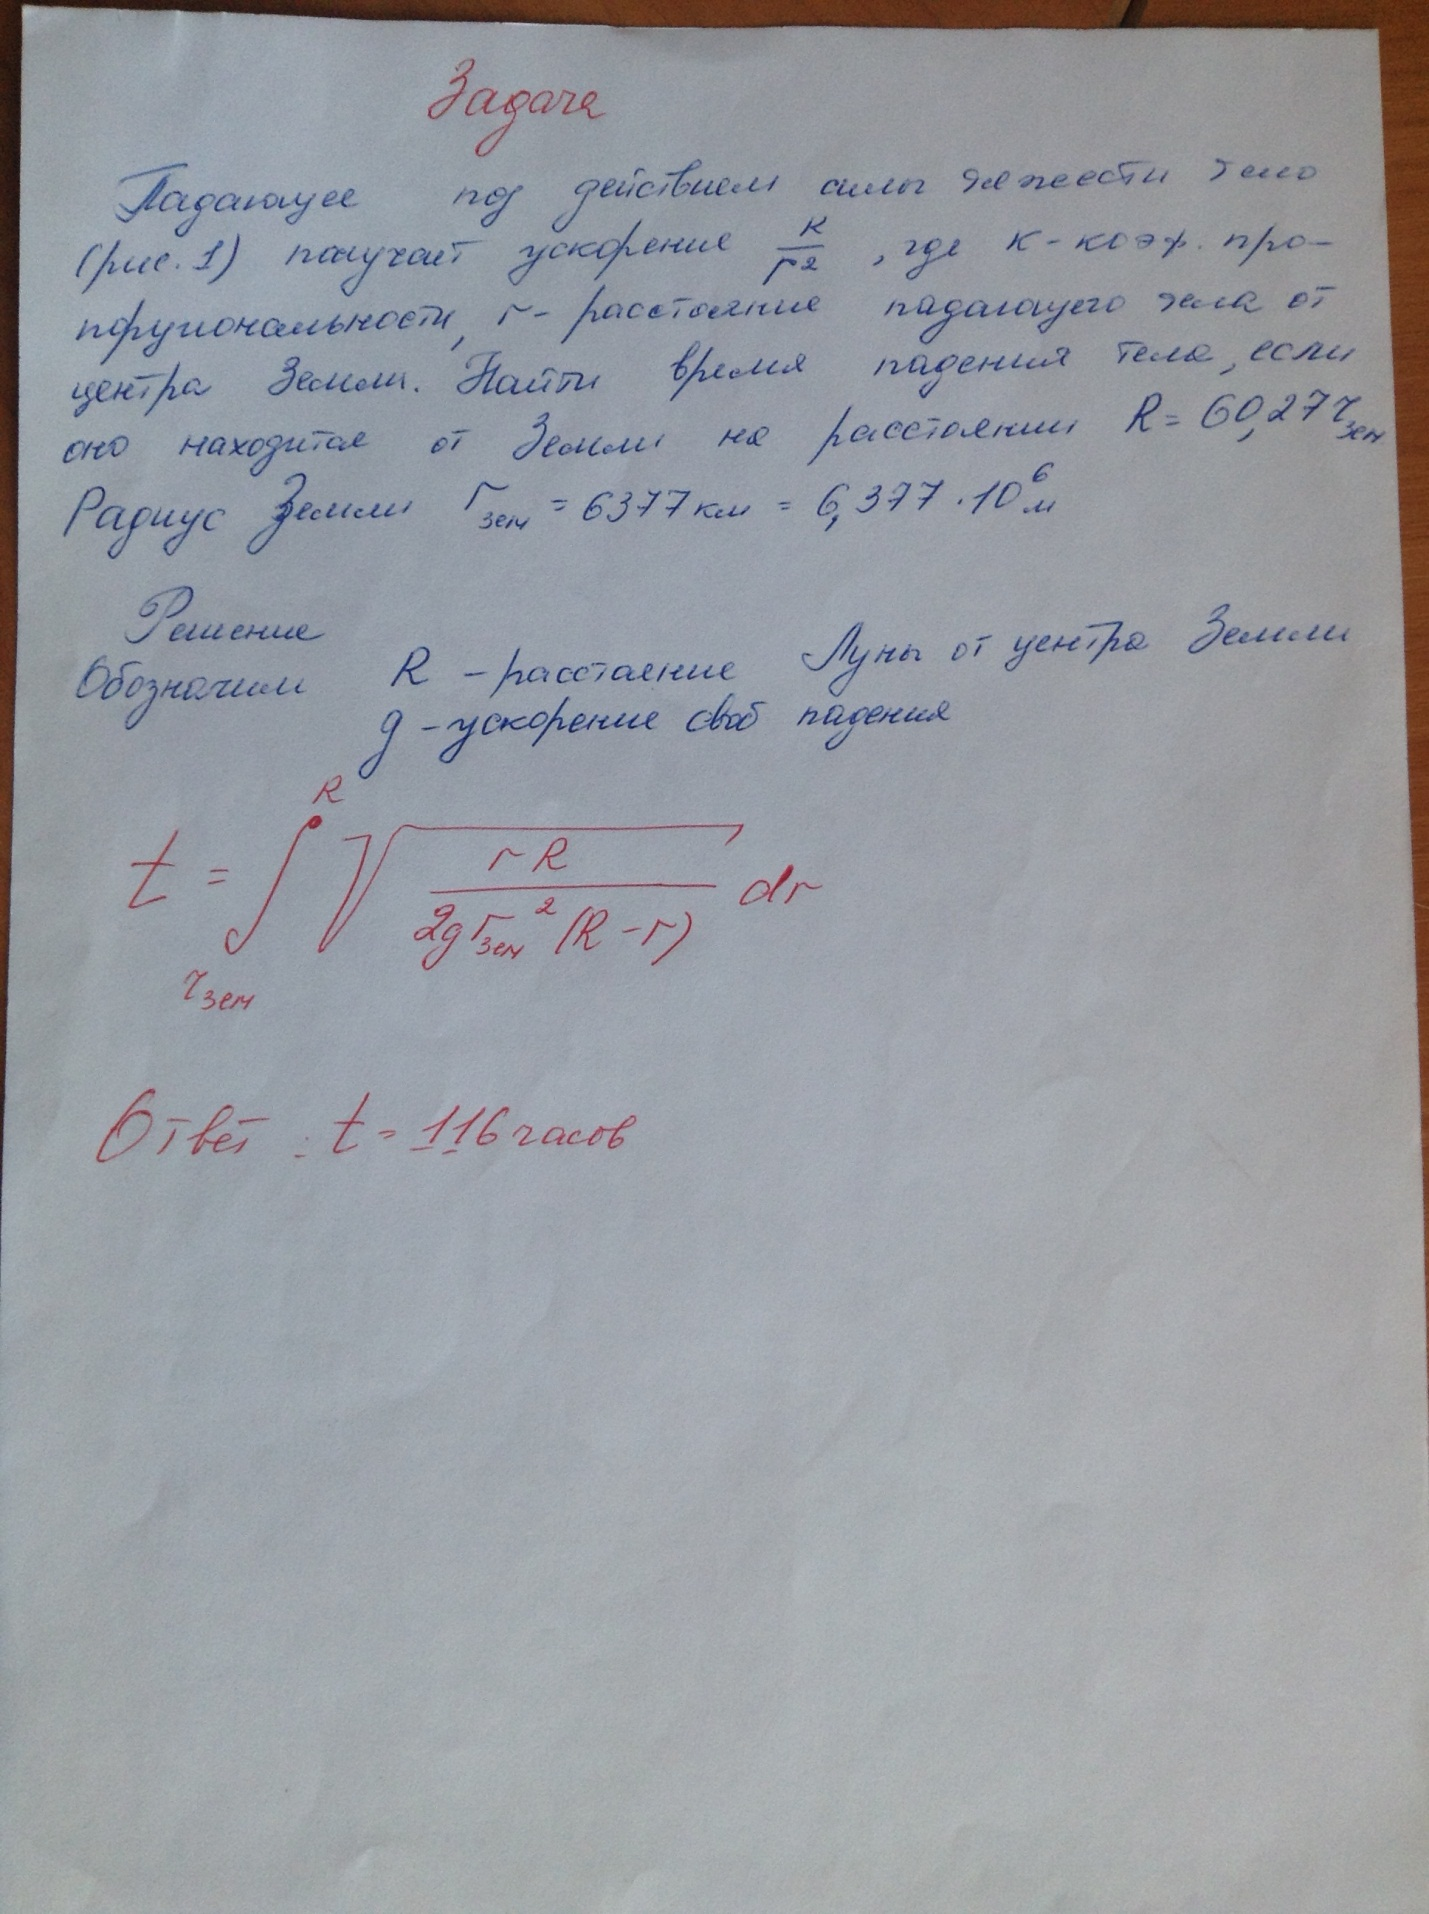 Задача
Падающее под действием силы тяжести тело
(рис. 1) получает ускорение K/r², где K - коэф. про-
порциональности, r - расстояние падающего тела от
центра Земли. Найти время падения тела, если
оно находится от Земли на расстоянии R = 60,27 rзем
Радиус Земли rзем = 6377 км = 6,377 · 10⁶ м
Решение
Обозначим R - расстояние Луны от центра Земли
g - ускорение своб падения
t = ∫_{rзем}^{R} √(rR / (2g rзем² (R - r))) dr
Ответ: t = 116 часов